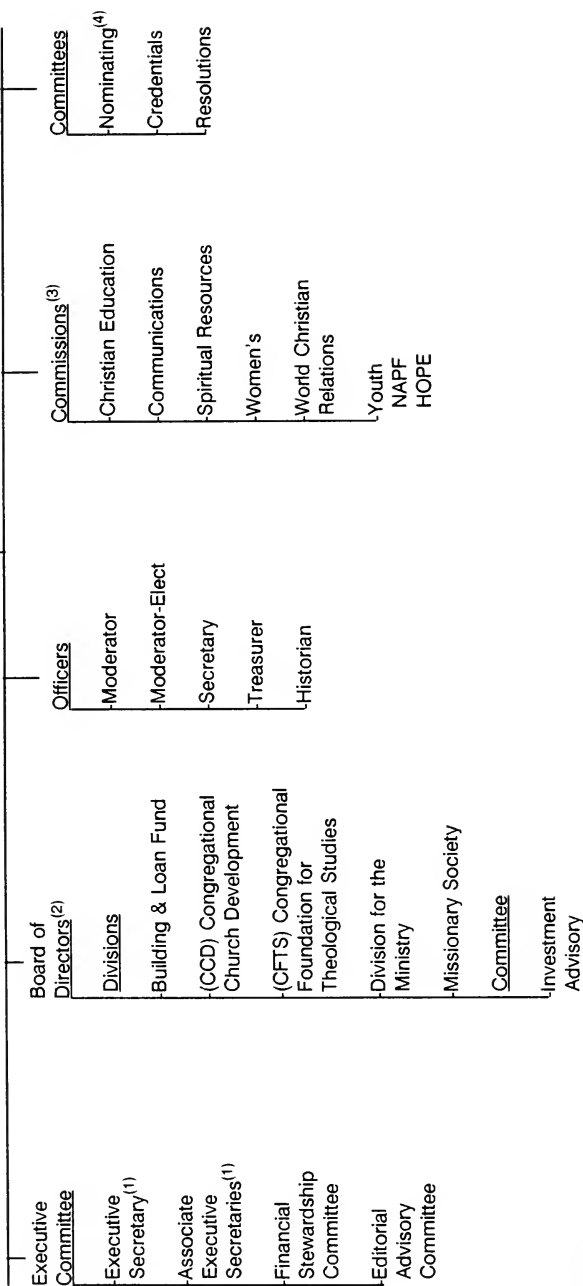 Executive
Committee
Executive
Secretary(1)
Associate
Executive
Secretaries(1)
Financial
Stewardship
Committee
Editorial
Advisory
Committee
Board of
Directors(2)
Divisions
Building & Loan Fund
(CCD) Congregational
Church Development
(CFTS) Congregational
Foundation for
Theological Studies
Division for the
Ministry
Missionary Society
Committee
Investment
Advisory
Officers
Moderator
Moderator-Elect
Secretary
Treasurer
Historian
Commissions(3)
Christian Education
Communications
Spiritual Resources
Women's
World Christian
Relations
Youth
NAPF
HOPE
Committees
Nominating(4)
Credentials
Resolutions